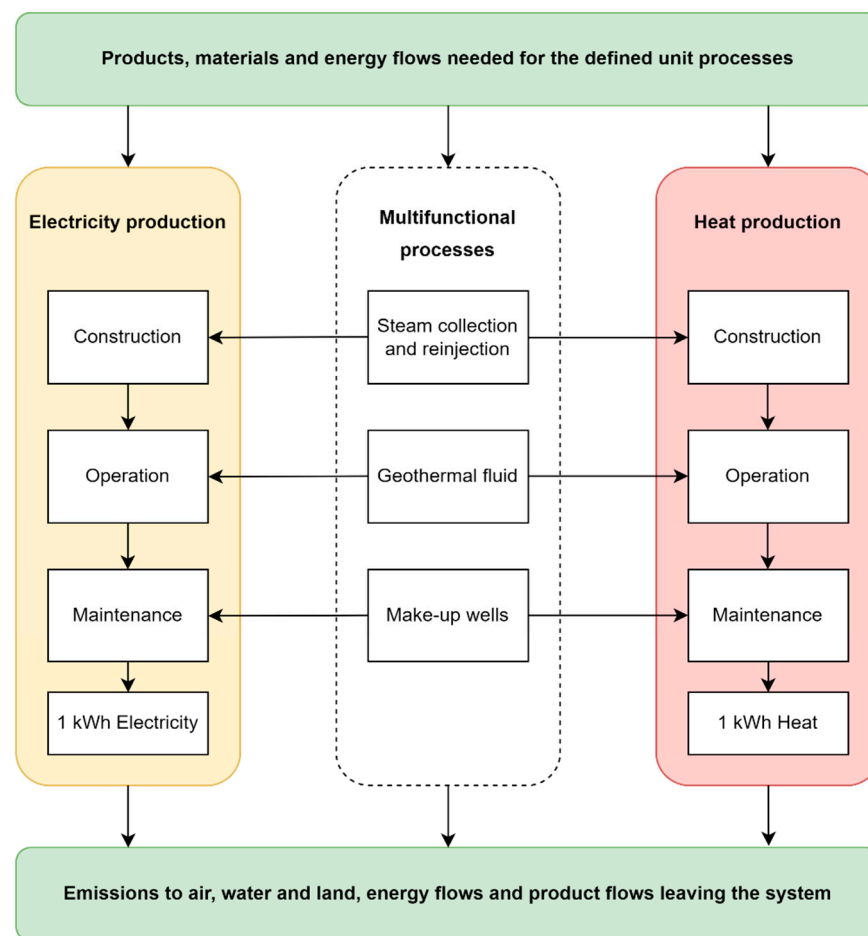 Products, materials and energy flows needed for the defined unit processes
Electricity production
Multifunctional
processes
Heat production
Construction
Steam collection
and reinjection
Construction
Operation
Geothermal fluid
Operation
Maintenance
Make-up wells
Maintenance
1 kWh Electricity
1 kWh Heat
Emissions to air, water and land, energy flows and product flows leaving the system